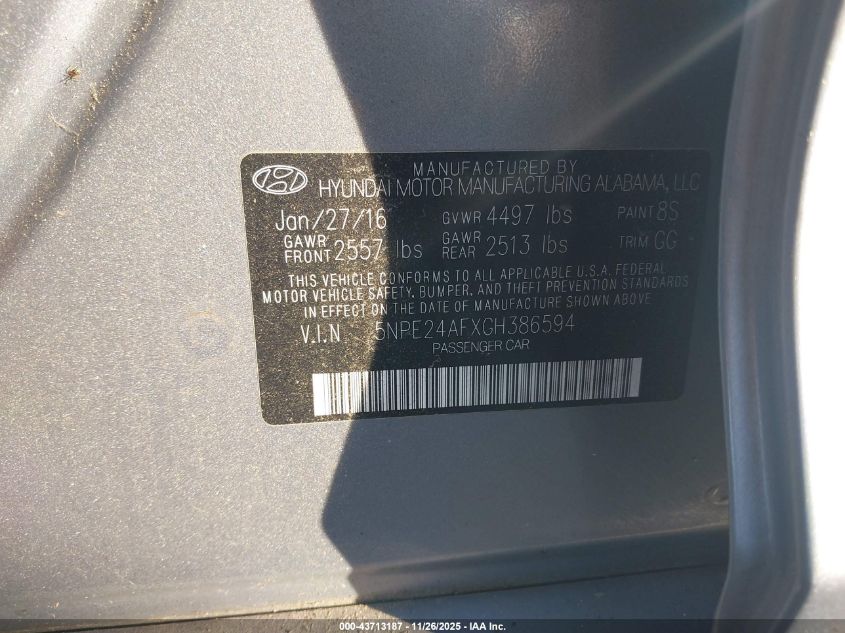 MANUFACTURED BY
HYUNDAI MOTOR MANUFACTURING ALABAMA, LLC
Jan/27/16 GVWR 4497 lbs PAINT 8S
GAWR FRONT 2557 lbs GAWR REAR 2513 lbs TRIM GG
THIS VEHICLE CONFORMS TO ALL APPLICABLE U.S.A. FEDERAL
MOTOR VEHICLE SAFETY, BUMPER, AND THEFT PREVENTION STANDARDS
IN EFFECT ON THE DATE OF MANUFACTURE SHOWN ABOVE
V.I.N 5NPE24AFXGH386594
PASSENGER CAR
000-43713187 - 11/26/2025 - IAA Inc.